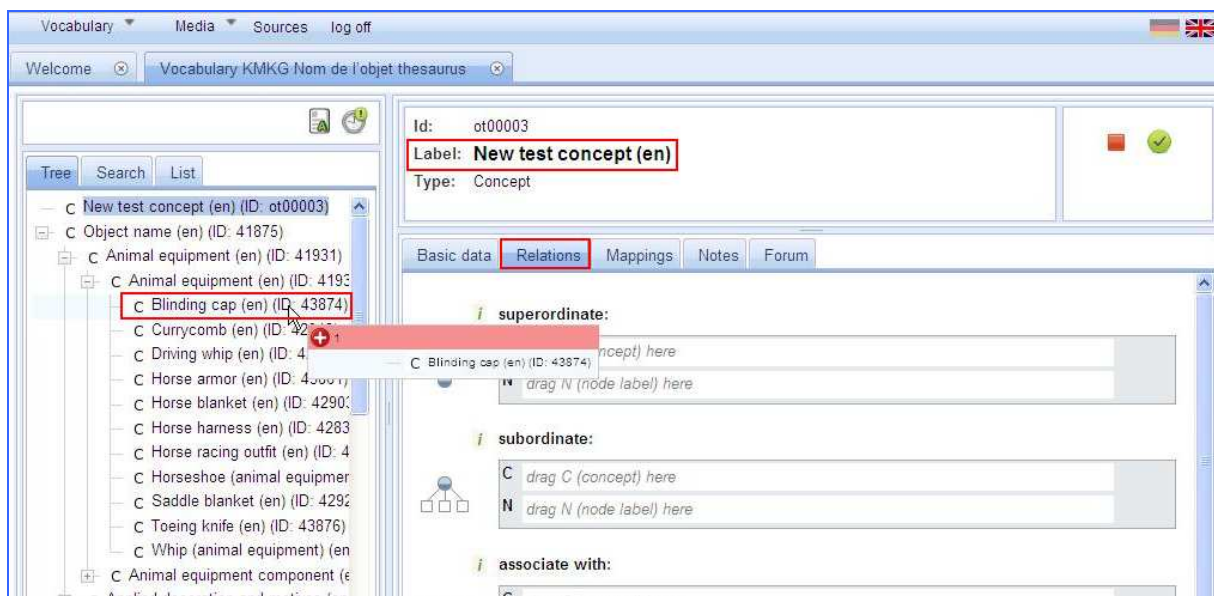 Vocabulary Media Sources log off
Welcome Vocabulary KMKG Nom de l'objet thesaurus
Id: ot00003
Label: New test concept (en)
Type: Concept
Tree Search List
C New test concept (en) (ID: ot00003)
C Object name (en) (ID: 41875)
C Animal equipment (en) (ID: 41931)
C Animal equipment (en) (ID: 4193
C Blinding cap (en) (ID: 43874)
C Currycomb (en) (ID:
C Driving whip (en) (ID: 4
C Horse armor (en) (ID:
C Horse blanket (en) (ID: 4290
C Horse harness (en) (ID: 4283
C Horse racing outfit (en) (ID: 4
C Horseshoe (animal equipmer
C Saddle blanket (en) (ID: 4292
C Toeing knife (en) (ID: 43876)
C Whip (animal equipment) (en
C Animal equipment component (e
1
C Blinding cap (en) (ID: 43874)
Basic data Relations Mappings Notes Forum
i superordinate:
ncept) here
N drag N (node label) here
i subordinate:
C drag C (concept) here
N drag N (node label) here
i associate with: